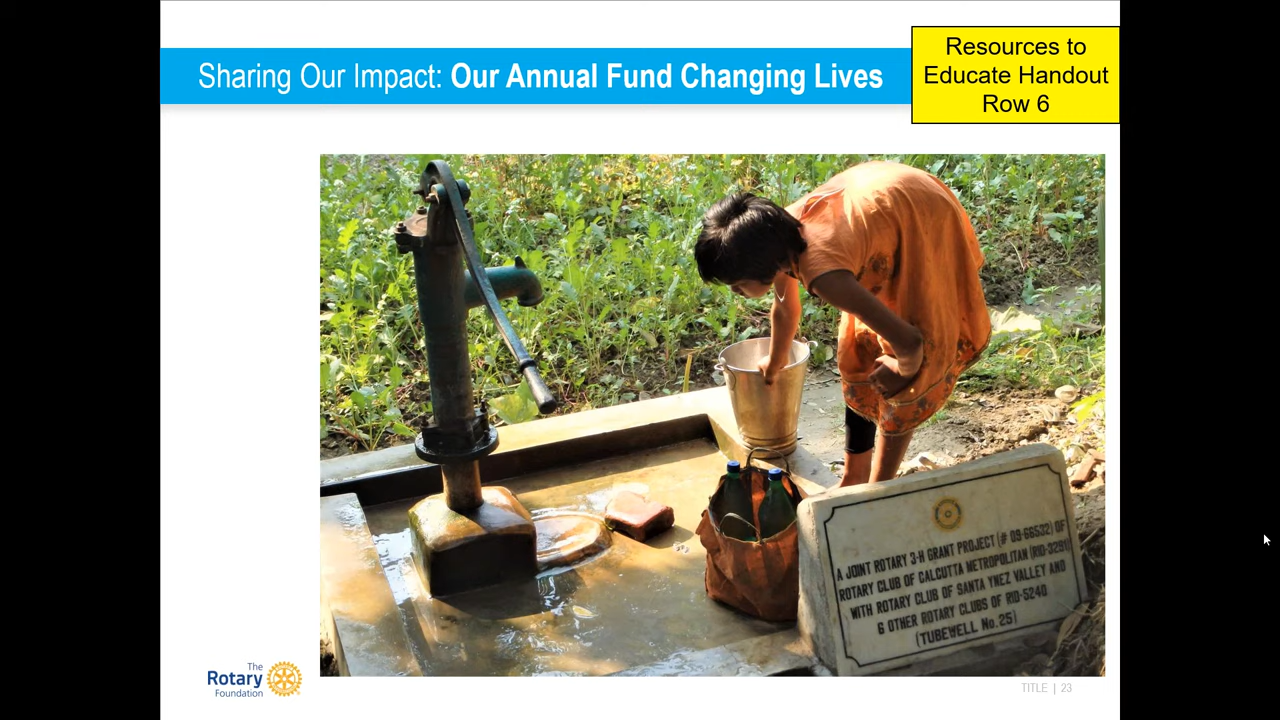 Sharing Our Impact: Our Annual Fund Changing Lives
Resources to
Educate Handout
Row 6
A JOINT ROTARY 3-H GRANT PROJECT (# 09-66532) OF
ROTARY CLUB OF CALCUTTA METROPOLITAN (RID-3291)
WITH ROTARY CLUB OF SANTA YNEZ VALLEY AND
6 OTHER ROTARY CLUBS OF RID-5240
(TUBEWELL No.25)
The
Rotary
Foundation
TITLE | 23